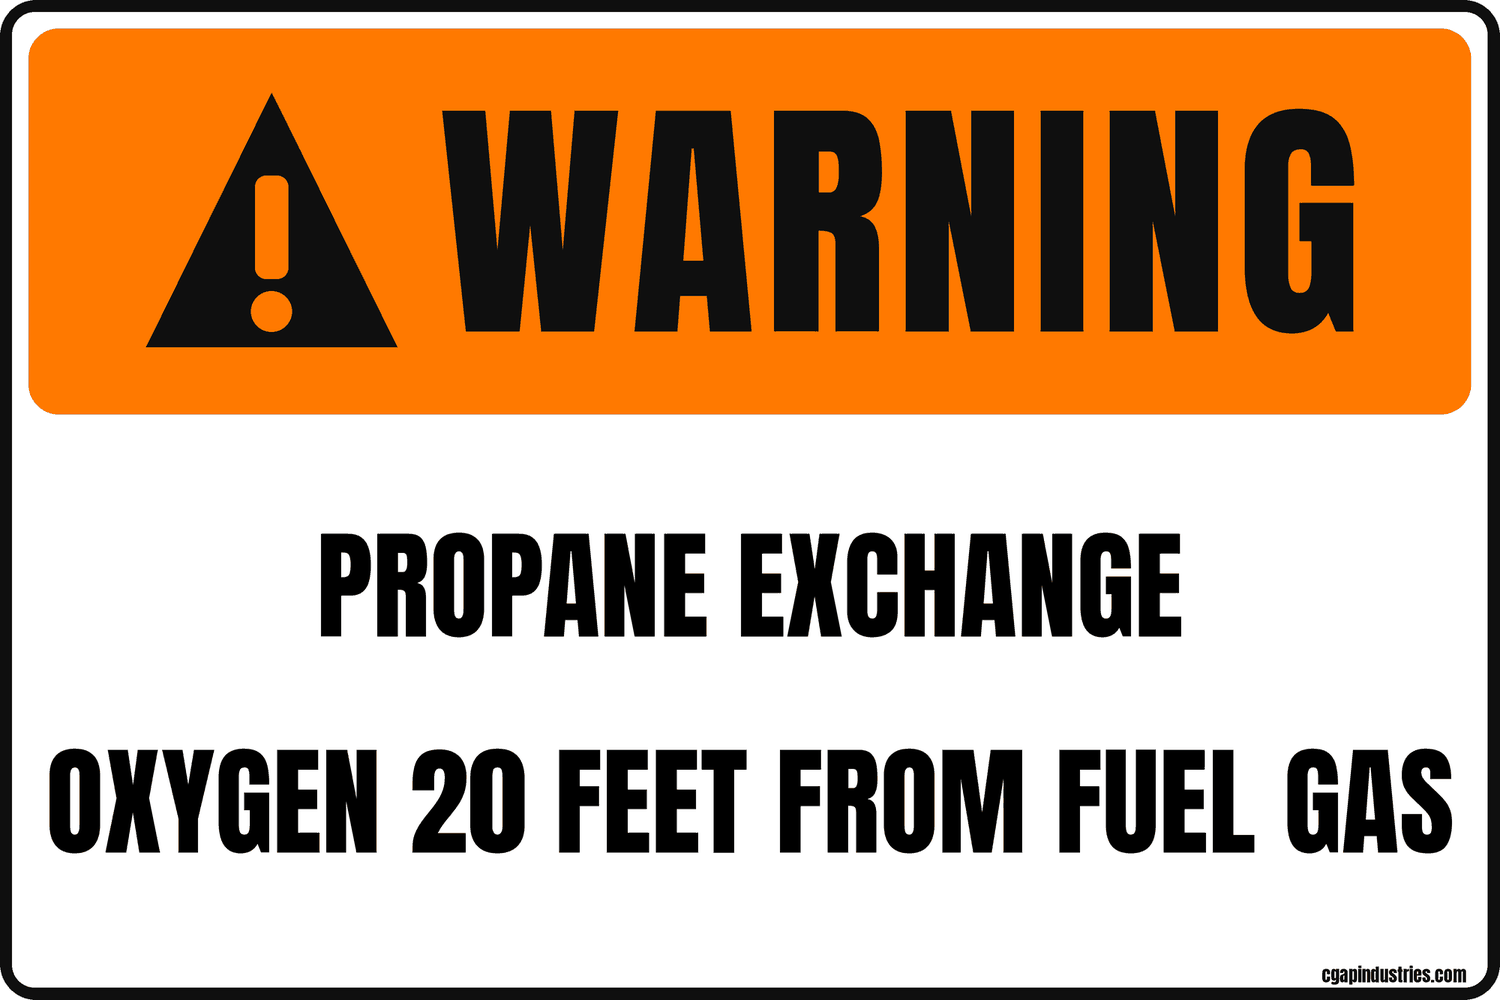 WARNING
PROPANE EXCHANGE
OXYGEN 20 FEET FROM FUEL GAS
cgapindustries.com